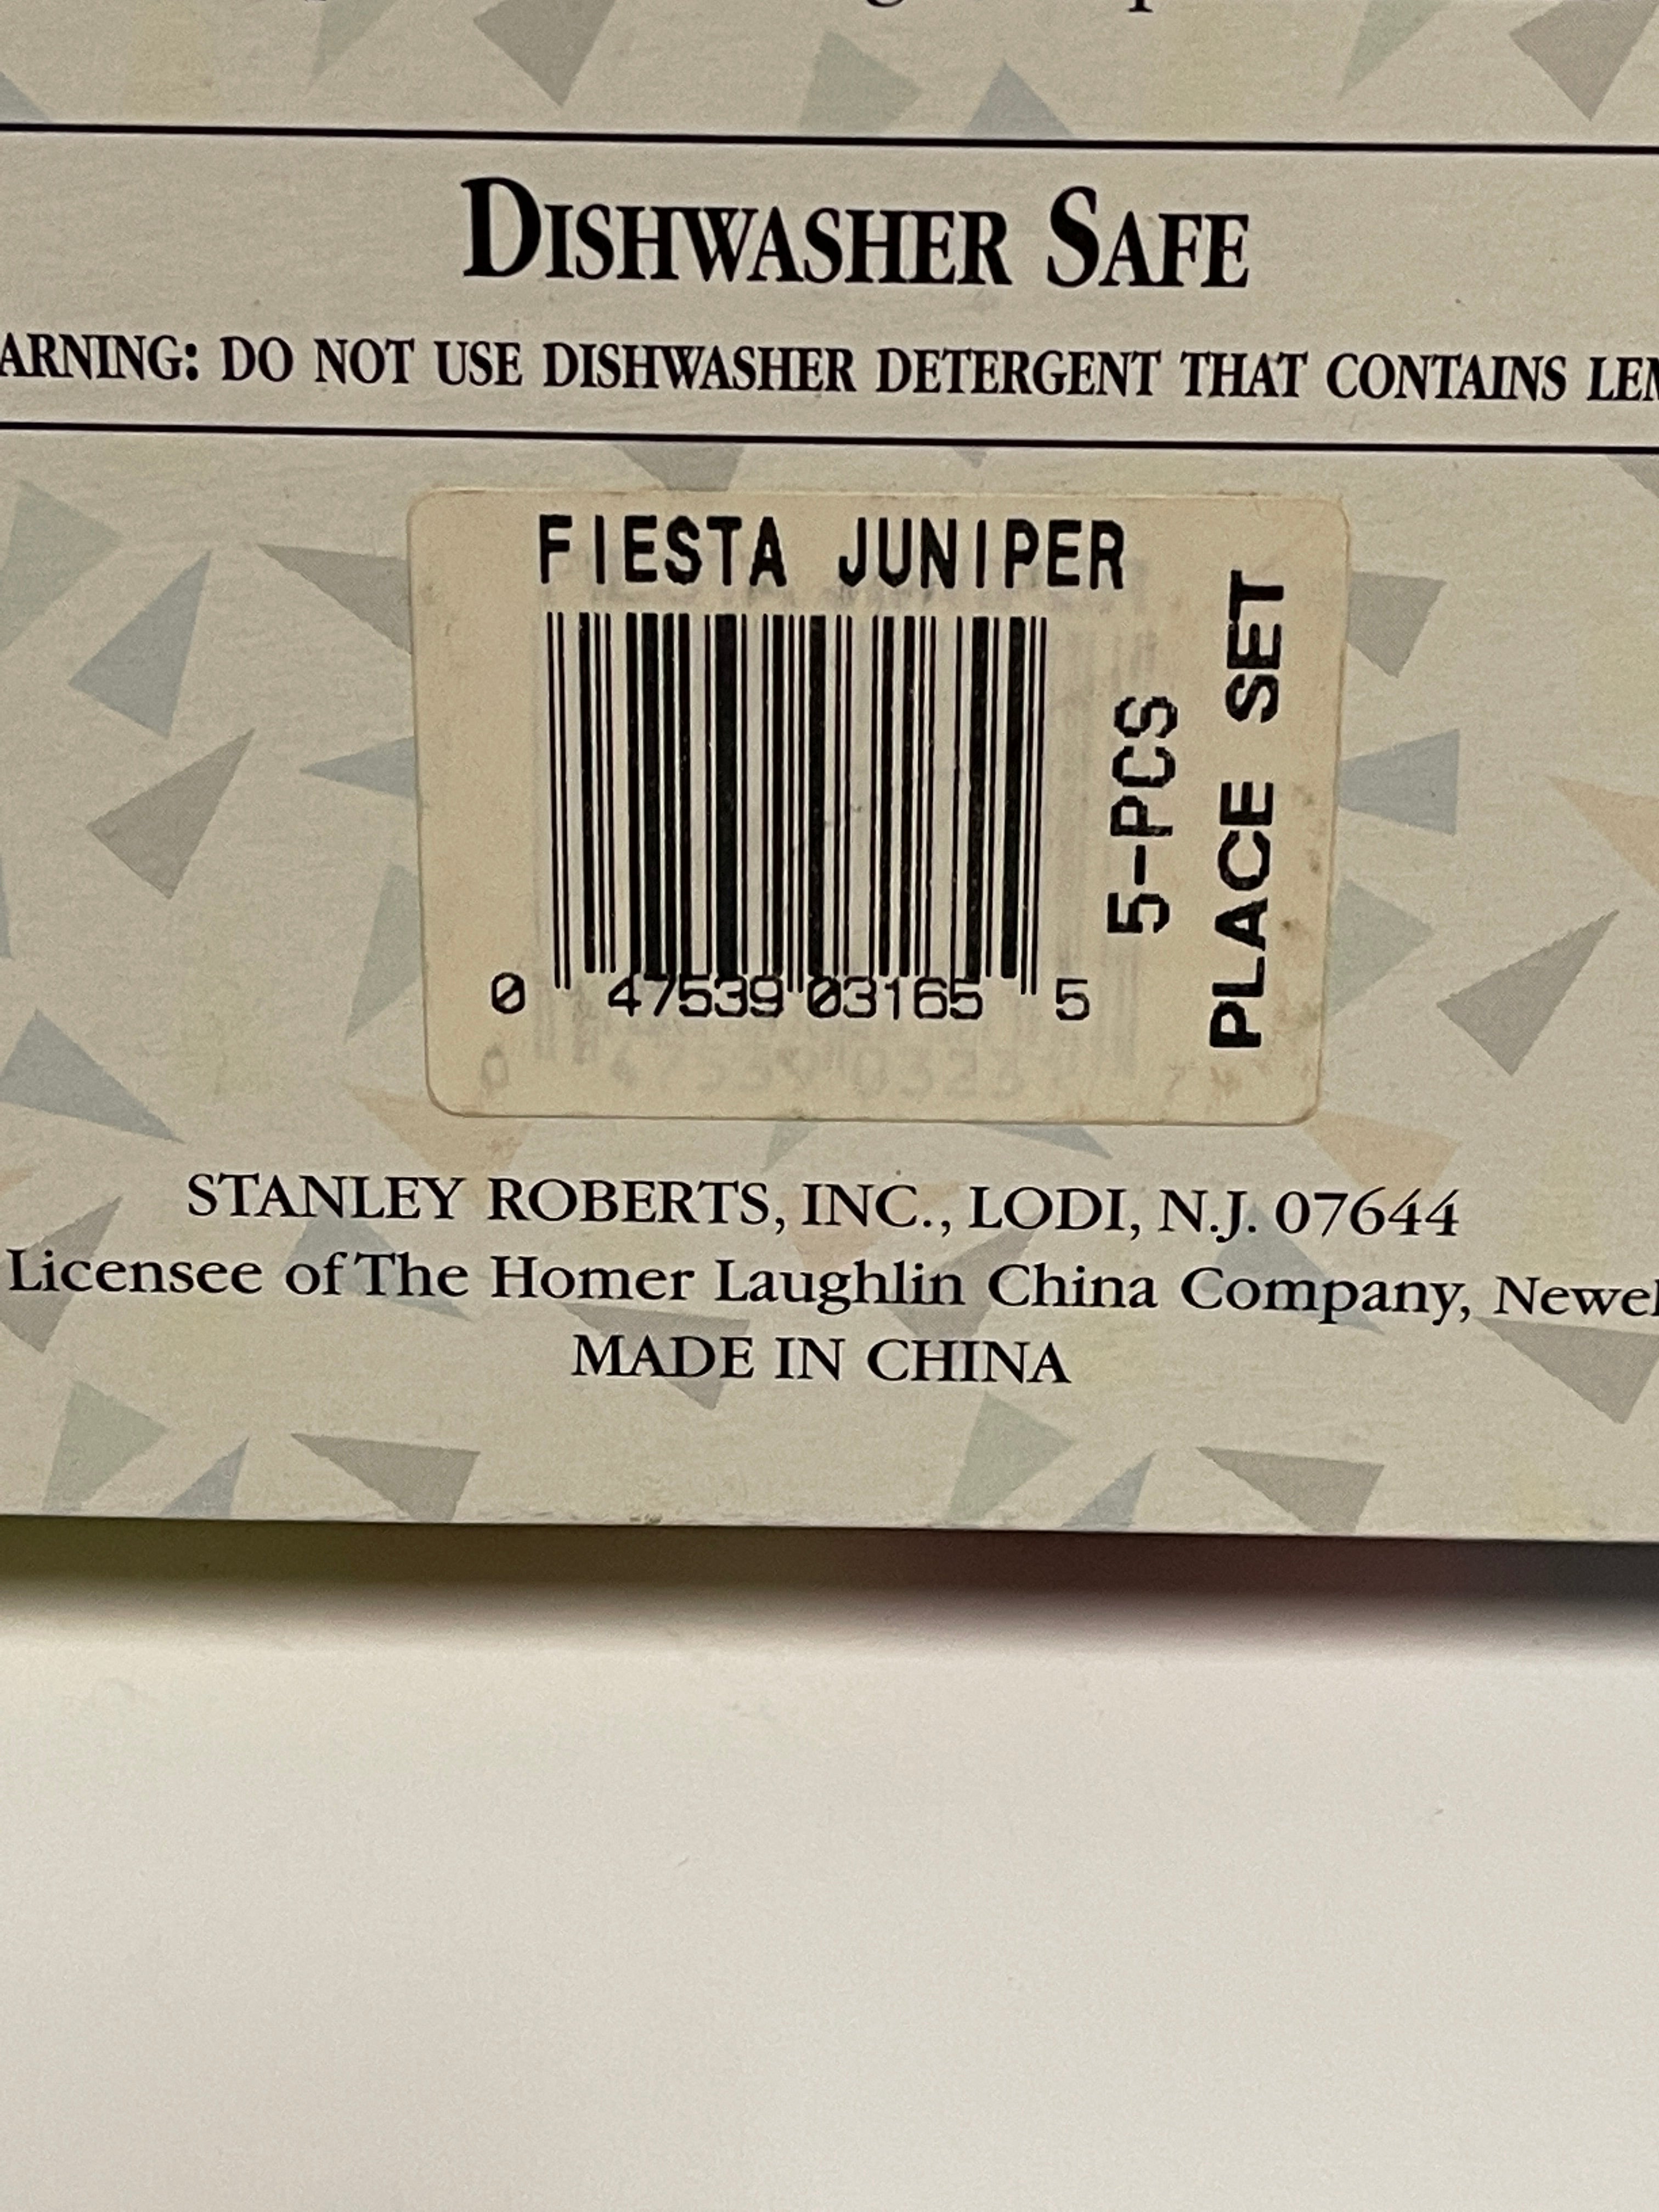 DISHWASHER SAFE
ARNING: DO NOT USE DISHWASHER DETERGENT THAT CONTAINS LEM
FIESTA JUNIPER
5-PCS
PLACE SET
0 47539 03165 5
STANLEY ROBERTS, INC., LODI, N.J. 07644
Licensee of The Homer Laughlin China Company, Newel
MADE IN CHINA